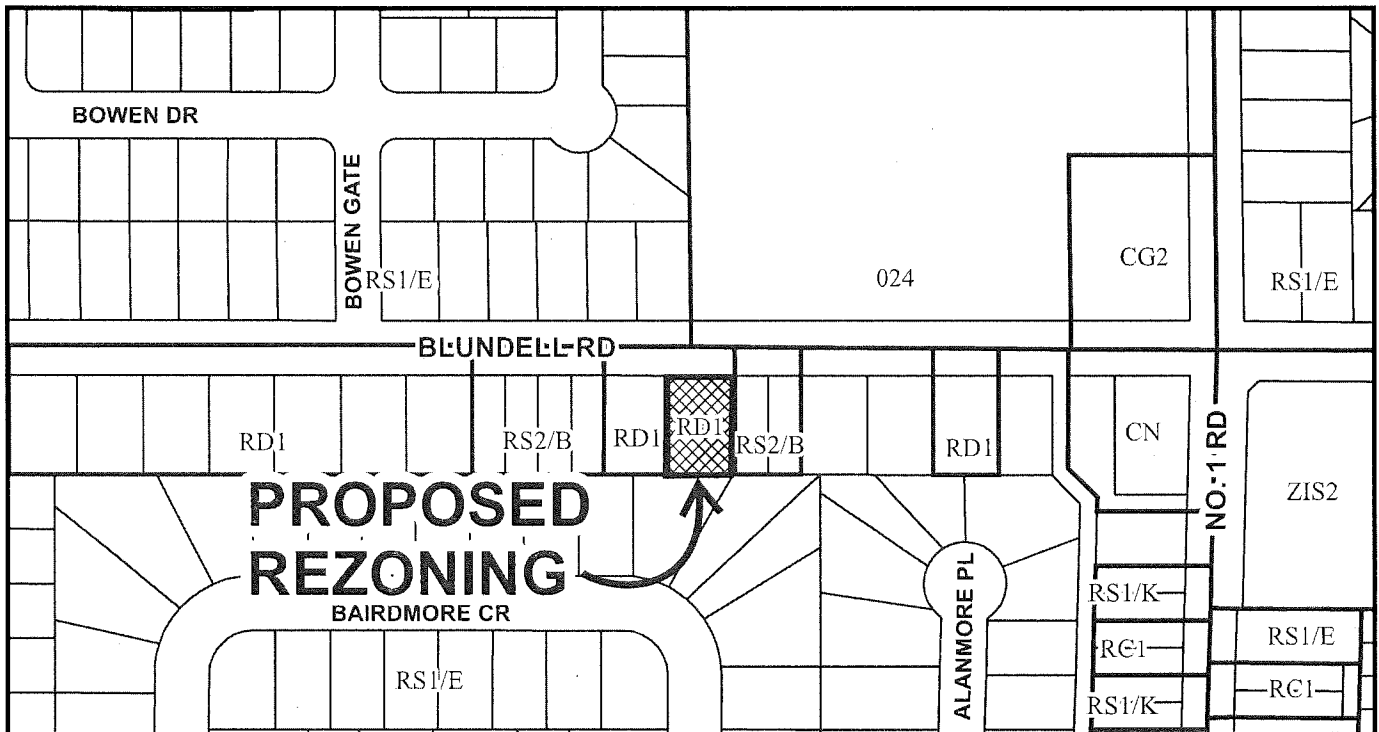 BOWEN DR
BOWEN GATE
RS1/E
024
CG2
RS1/E
BLUNDELL RD
RD1
RS2/B
RD1
RD1
RS2/B
RD1
CN
NO. 1 RD
ZIS2
PROPOSED
REZONING
BAIRDMORE CR
RS1/E
ALANMORE PL
RS1/K
RC1
RS1/K
RS1/E
RC1